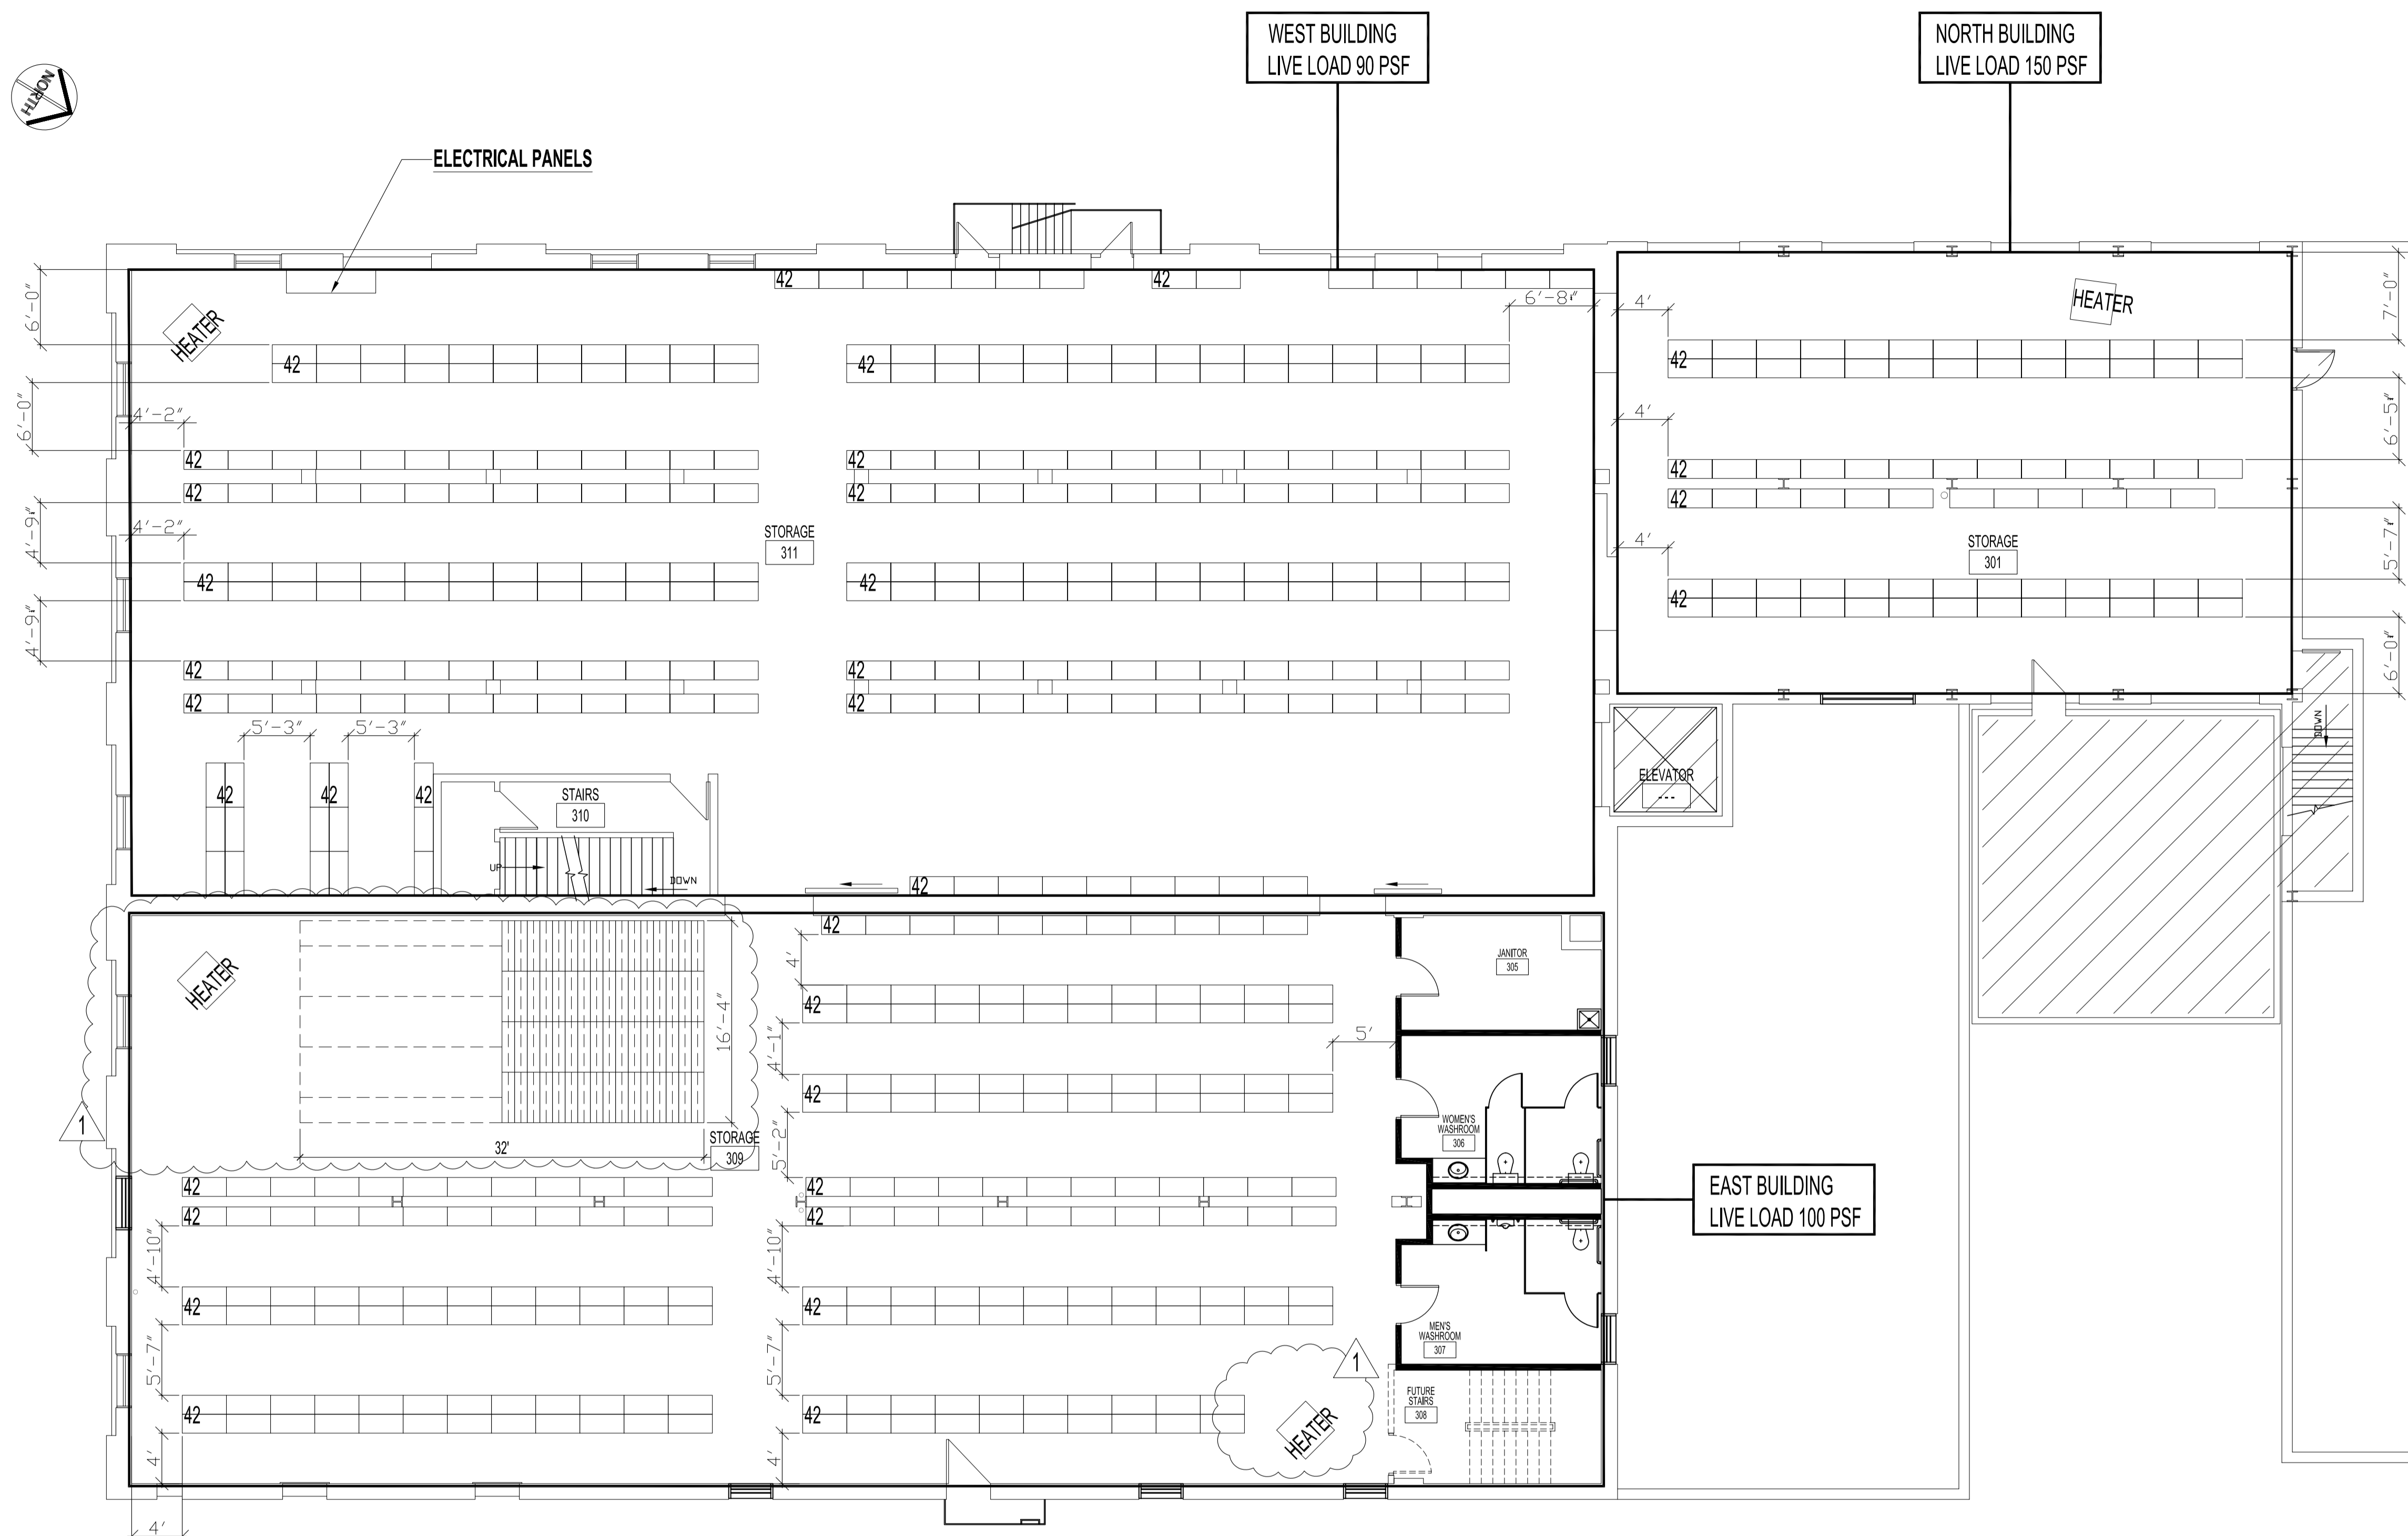 WEST BUILDING
LIVE LOAD 90 PSF
NORTH BUILDING
LIVE LOAD 150 PSF
NORTH
ELECTRICAL PANELS
6'-0"
HEATER
42
42
6'-8"
4'
HEATER
7'-0"
42
42
42
6'-0"
4'-2"
4'
6'-5"
42
42
42
42
42
42
4'-9"
4'-2"
STORAGE
311
4'
STORAGE
301
5'-7"
42
42
42
4'-9"
6'-0"
42
42
42
42
5'-3"
5'-3"
42
42
42
STAIRS
310
UP
DOWN
ELEVATOR
---
DOWN
42
42
HEATER
4'
JANITOR
305
42
16'-4"
4'-1"
5'
42
1
32'
STORAGE
309
5'-2"
WOMEN'S
WASHROOM
306
42
42
42
42
EAST BUILDING
LIVE LOAD 100 PSF
4'-10"
4'-10"
42
42
5'-7"
5'-7"
MEN'S
WASHROOM
307
1
42
42
HEATER
FUTURE
STAIRS
308
4'
4'
4'